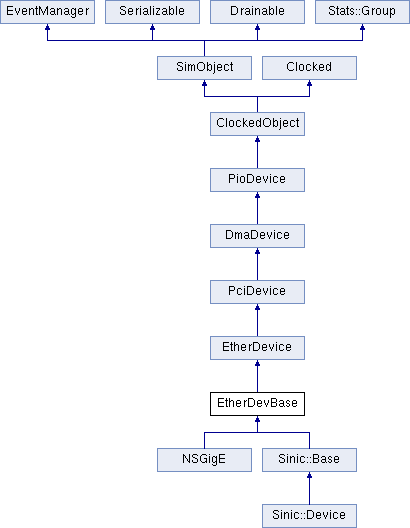 EventManager
Serializable
Drainable
Stats::Group
SimObject
Clocked
ClockedObject
PioDevice
DmaDevice
PciDevice
EtherDevice
EtherDevBase
NSGigE
Sinic::Base
Sinic::Device